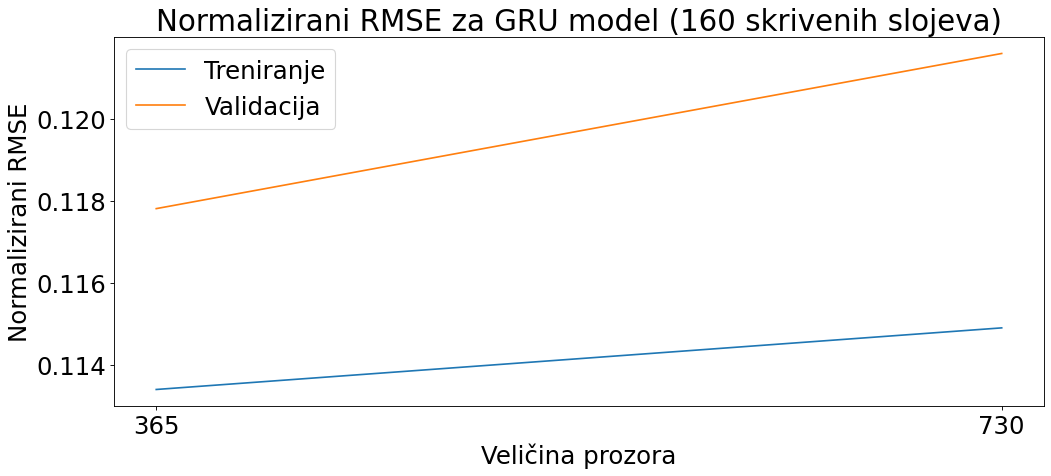 Normalizirani RMSE za GRU model (160 skrivenih slojeva)
Treniranje
Validacija
Normalizirani RMSE
0.120
0.118
0.116
0.114
365
730
Veličina prozora